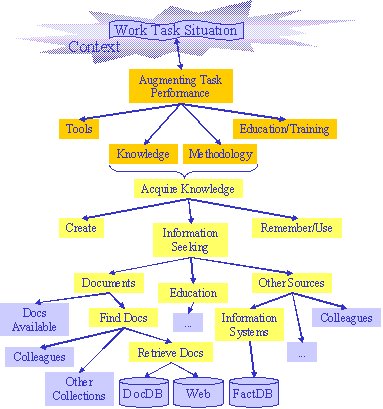 Work Task Situation
Context
Augmenting Task
Performance
Tools
Education/Training
Knowledge
Methodology
Acquire Knowledge
Create
Information
Seeking
Remember/Use
Documents
Education
Other Sources
Docs
Available
Find Docs
...
Information
Systems
Colleagues
Colleagues
Retrieve Docs
...
Other
Collections
DocDB
Web
FactDB